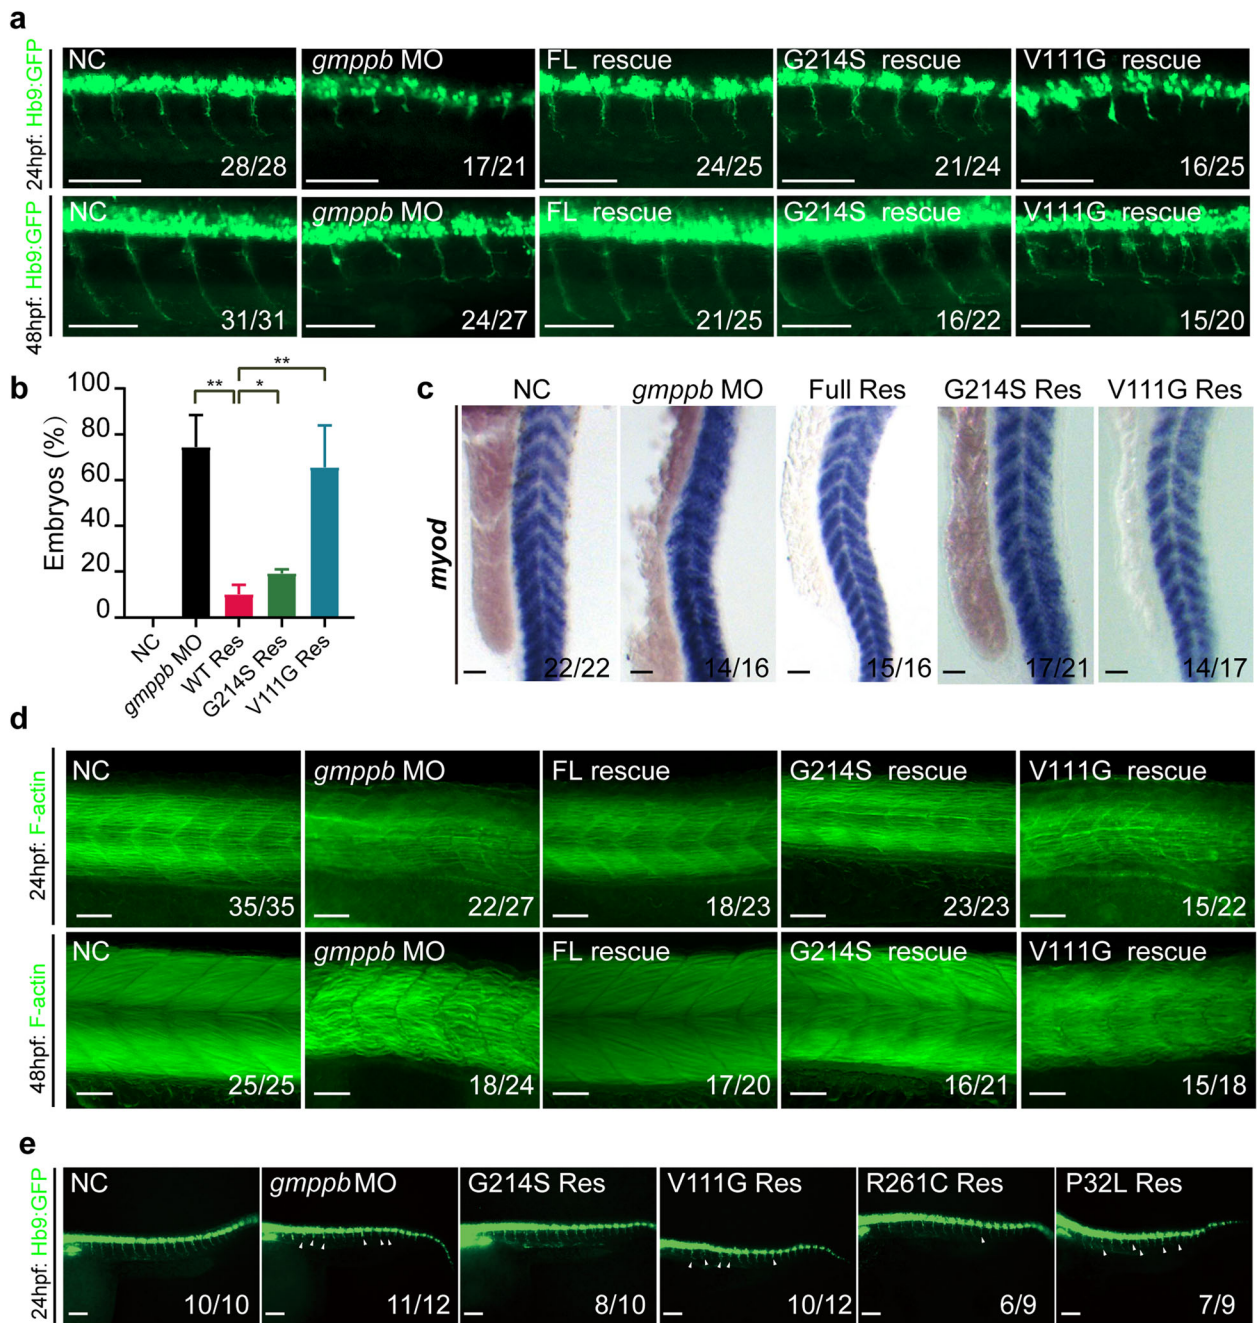 a
24hpf: Hb9:GFP
NC
gmppb MO
FL rescue
G214S rescue
V111G rescue
28/28
17/21
24/25
21/24
16/25
48hpf: Hb9:GFP
NC
gmppb MO
FL rescue
G214S rescue
V111G rescue
31/31
24/27
21/25
16/22
15/20
b
Embryos (%)
100
80
60
40
20
0
**
*
**
NC
gmppb MO
WT Res
G214S Res
V111G Res
c
myod
NC
gmppb MO
Full Res
G214S Res
V111G Res
22/22
14/16
15/16
17/21
14/17
d
24hpf: F-actin
NC
gmppb MO
FL rescue
G214S rescue
V111G rescue
35/35
22/27
18/23
23/23
15/22
48hpf: F-actin
NC
gmppb MO
FL rescue
G214S rescue
V111G rescue
25/25
18/24
17/20
16/21
15/18
e
24hpf: Hb9:GFP
NC
gmppb MO
G214S Res
V111G Res
R261C Res
P32L Res
10/10
11/12
8/10
10/12
6/9
7/9